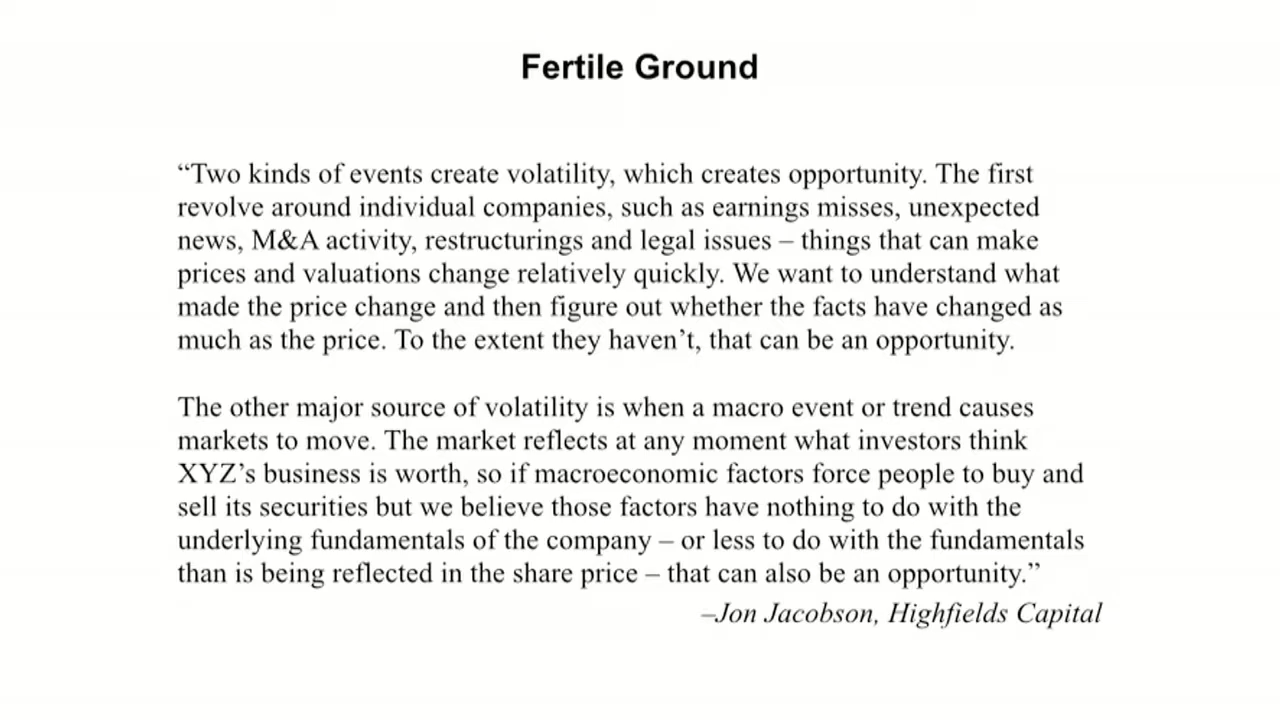 Fertile Ground
“Two kinds of events create volatility, which creates opportunity. The first
revolve around individual companies, such as earnings misses, unexpected
news, M&A activity, restructurings and legal issues – things that can make
prices and valuations change relatively quickly. We want to understand what
made the price change and then figure out whether the facts have changed as
much as the price. To the extent they haven’t, that can be an opportunity.
The other major source of volatility is when a macro event or trend causes
markets to move. The market reflects at any moment what investors think
XYZ’s business is worth, so if macroeconomic factors force people to buy and
sell its securities but we believe those factors have nothing to do with the
underlying fundamentals of the company – or less to do with the fundamentals
than is being reflected in the share price – that can also be an opportunity.”
–Jon Jacobson, Highfields Capital